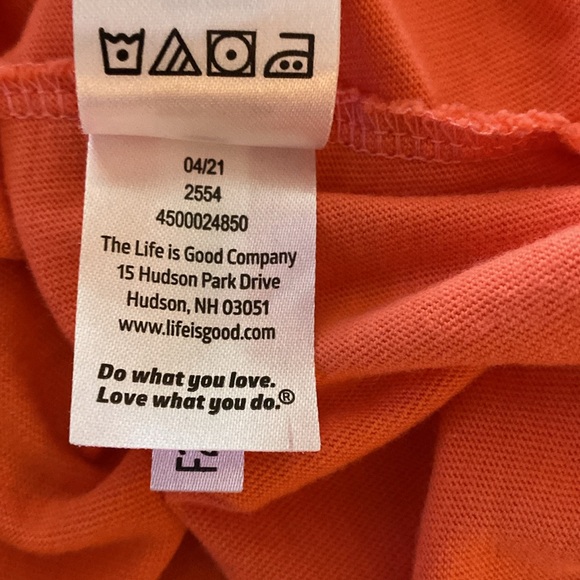 04/21
2554
4500024850
The Life is Good Company
15 Hudson Park Drive
Hudson, NH 03051
www.lifeisgood.com
Do what you love.
Love what you do.®